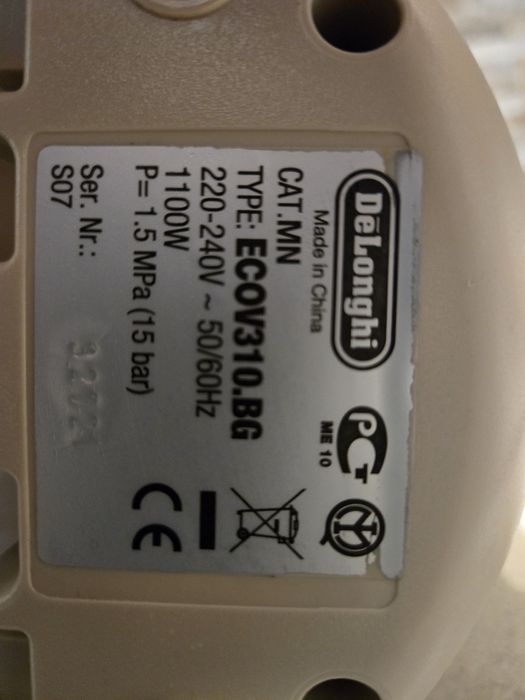 DeLonghi
Made in China
CAT.MN
TYPE: ECOV310.BG
220-240V ~ 50/60Hz
1100W
P= 1.5 MPa (15 bar)
Ser. Nr.:
S07
PCT
ME 10
CE